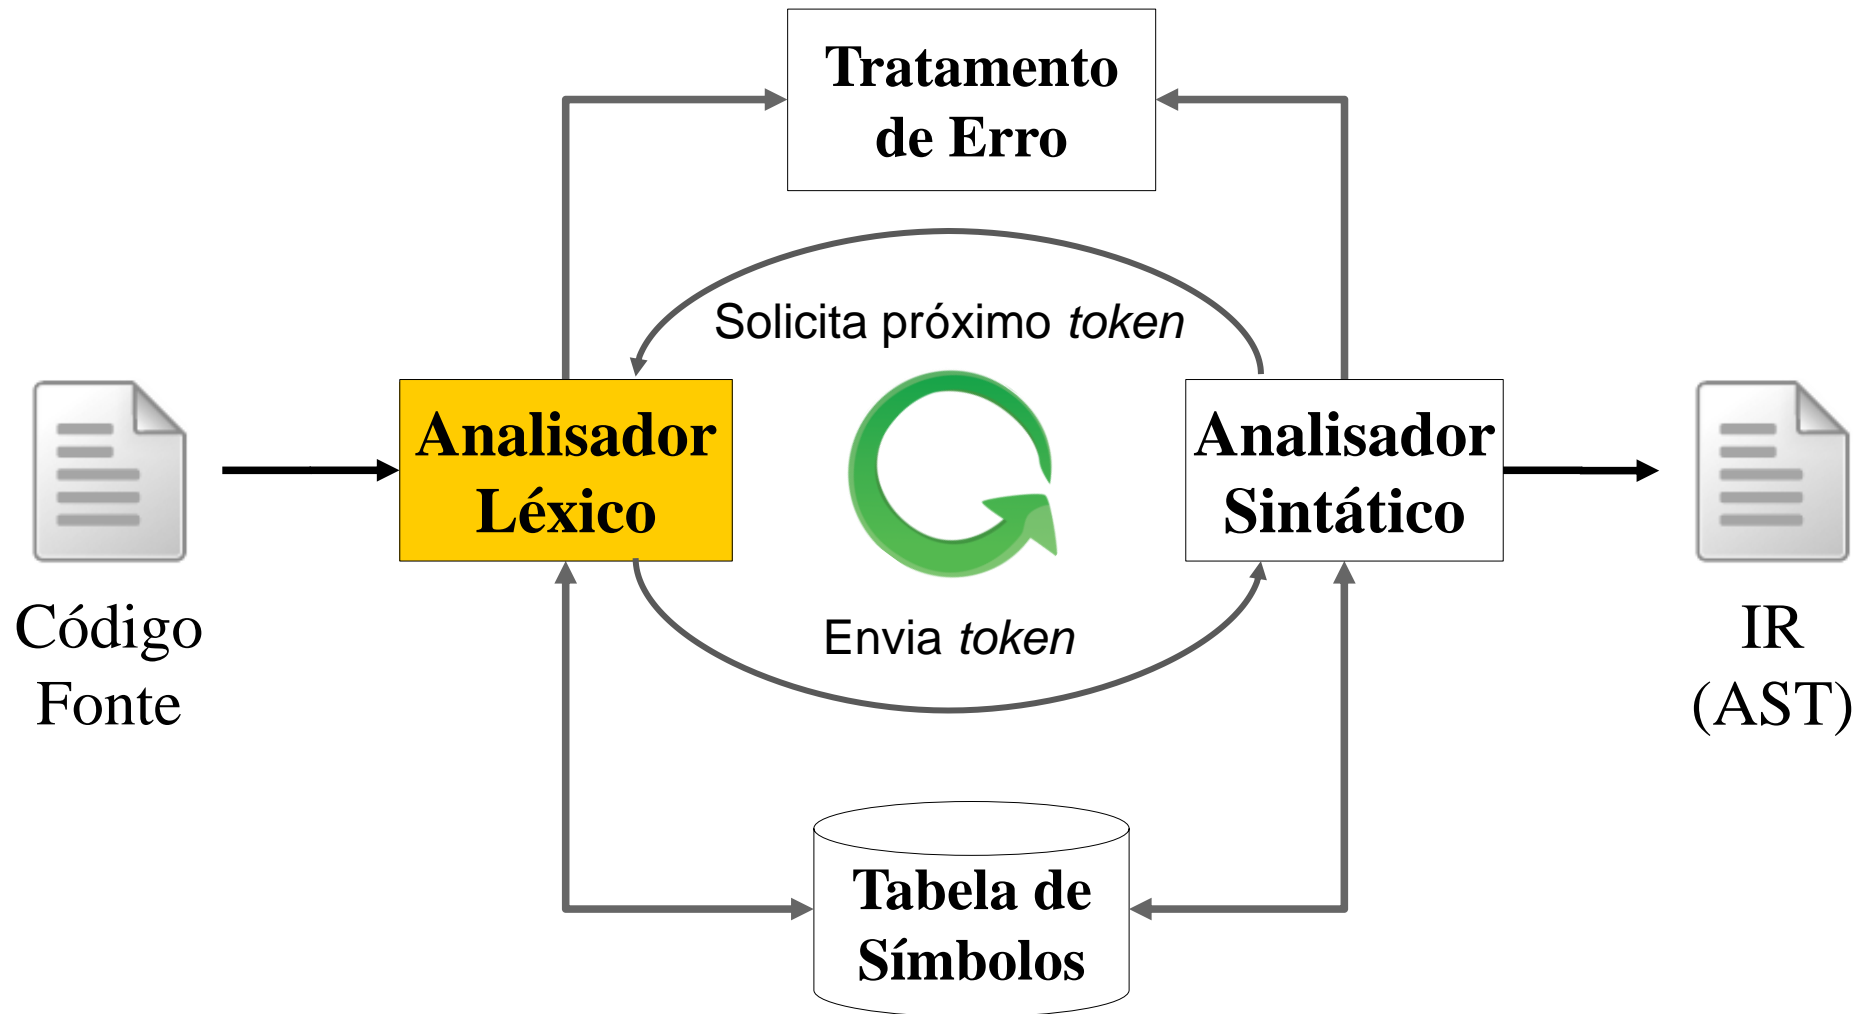 Tratamento
de Erro
Solicita próximo token
Analisador
Léxico
Analisador
Sintático
Código
Fonte
Envia token
IR
(AST)
Tabela de
Símbolos